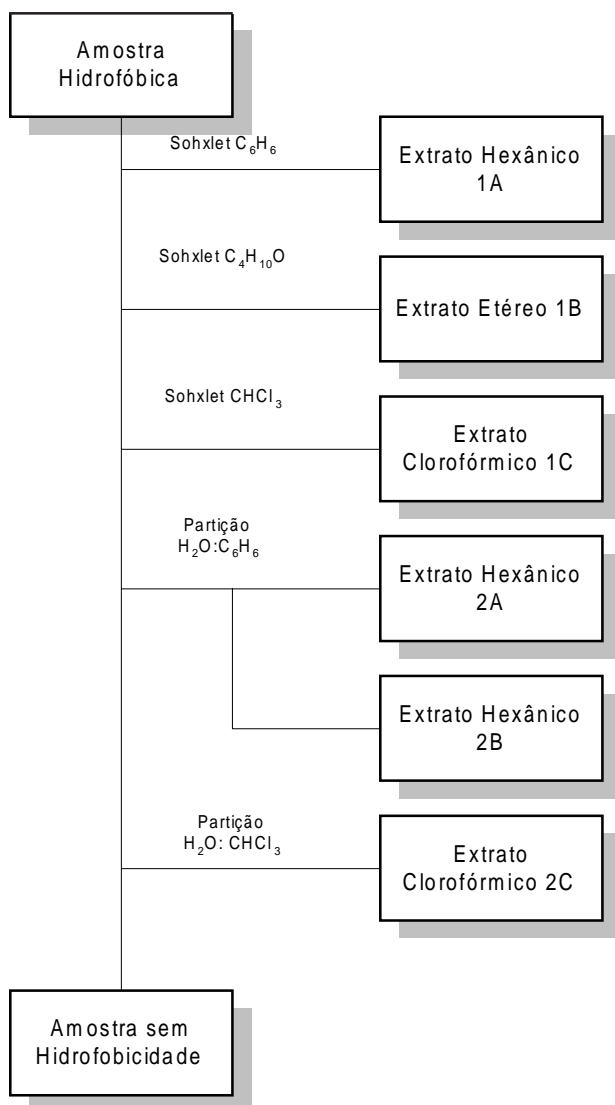 Amostra
Hidrofóbica
Sohxlet C₆H₆
Extrato Hexânico
1A
Sohxlet C₄H₁₀O
Extrato Etéreo 1B
Sohxlet CHCl₃
Extrato
Clorofórmico 1C
Partição
H₂O:C₆H₆
Extrato Hexânico
2A
Extrato Hexânico
2B
Partição
H₂O: CHCl₃
Extrato
Clorofórmico 2C
Amostra sem
Hidrofobicidade